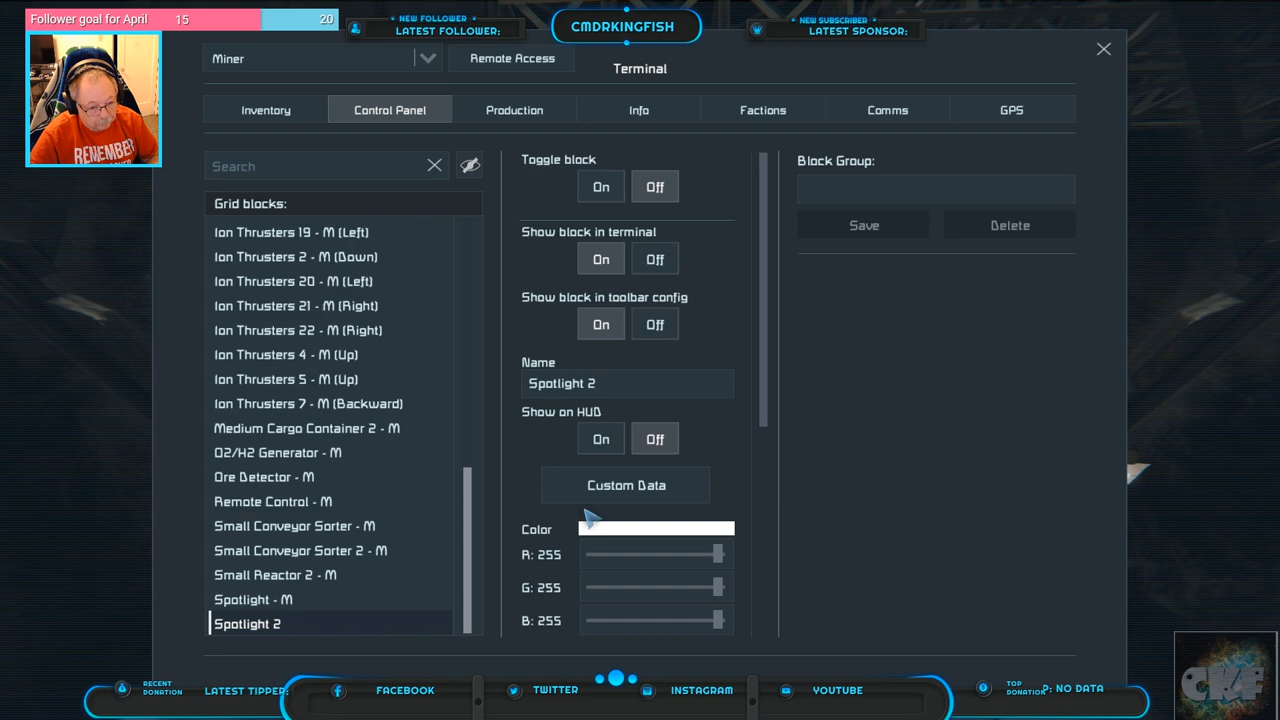 Follower goal for April 15 20
NEW FOLLOWER
LATEST FOLLOWER:
CMDRKINGFISH
NEW SUBSCRIBER
LATEST SPONSOR:
REMEMBER
Miner
Remote Access
Terminal
Inventory
Control Panel
Production
Info
Factions
Comms
GPS
Search
Grid blocks:
Ion Thrusters 19 - M (Left)
Ion Thrusters 2 - M (Down)
Ion Thrusters 20 - M (Left)
Ion Thrusters 21 - M (Right)
Ion Thrusters 22 - M (Right)
Ion Thrusters 4 - M (Up)
Ion Thrusters 5 - M (Up)
Ion Thrusters 7 - M (Backward)
Medium Cargo Container 2 - M
O2/H2 Generator - M
Ore Detector - M
Remote Control - M
Small Conveyor Sorter - M
Small Conveyor Sorter 2 - M
Small Reactor 2 - M
Spotlight - M
Spotlight 2
Toggle block
On Off
Show block in terminal
On Off
Show block in toolbar config
On Off
Name
Spotlight 2
Show on HUD
On Off
Custom Data
Color
R: 255
G: 255
B: 255
Block Group:
Save Delete
RECENT
DONATION
LATEST TIPPER:
FACEBOOK
TWITTER
INSTAGRAM
YOUTUBE
TOP
DONATION
P: NO DATA
CKF